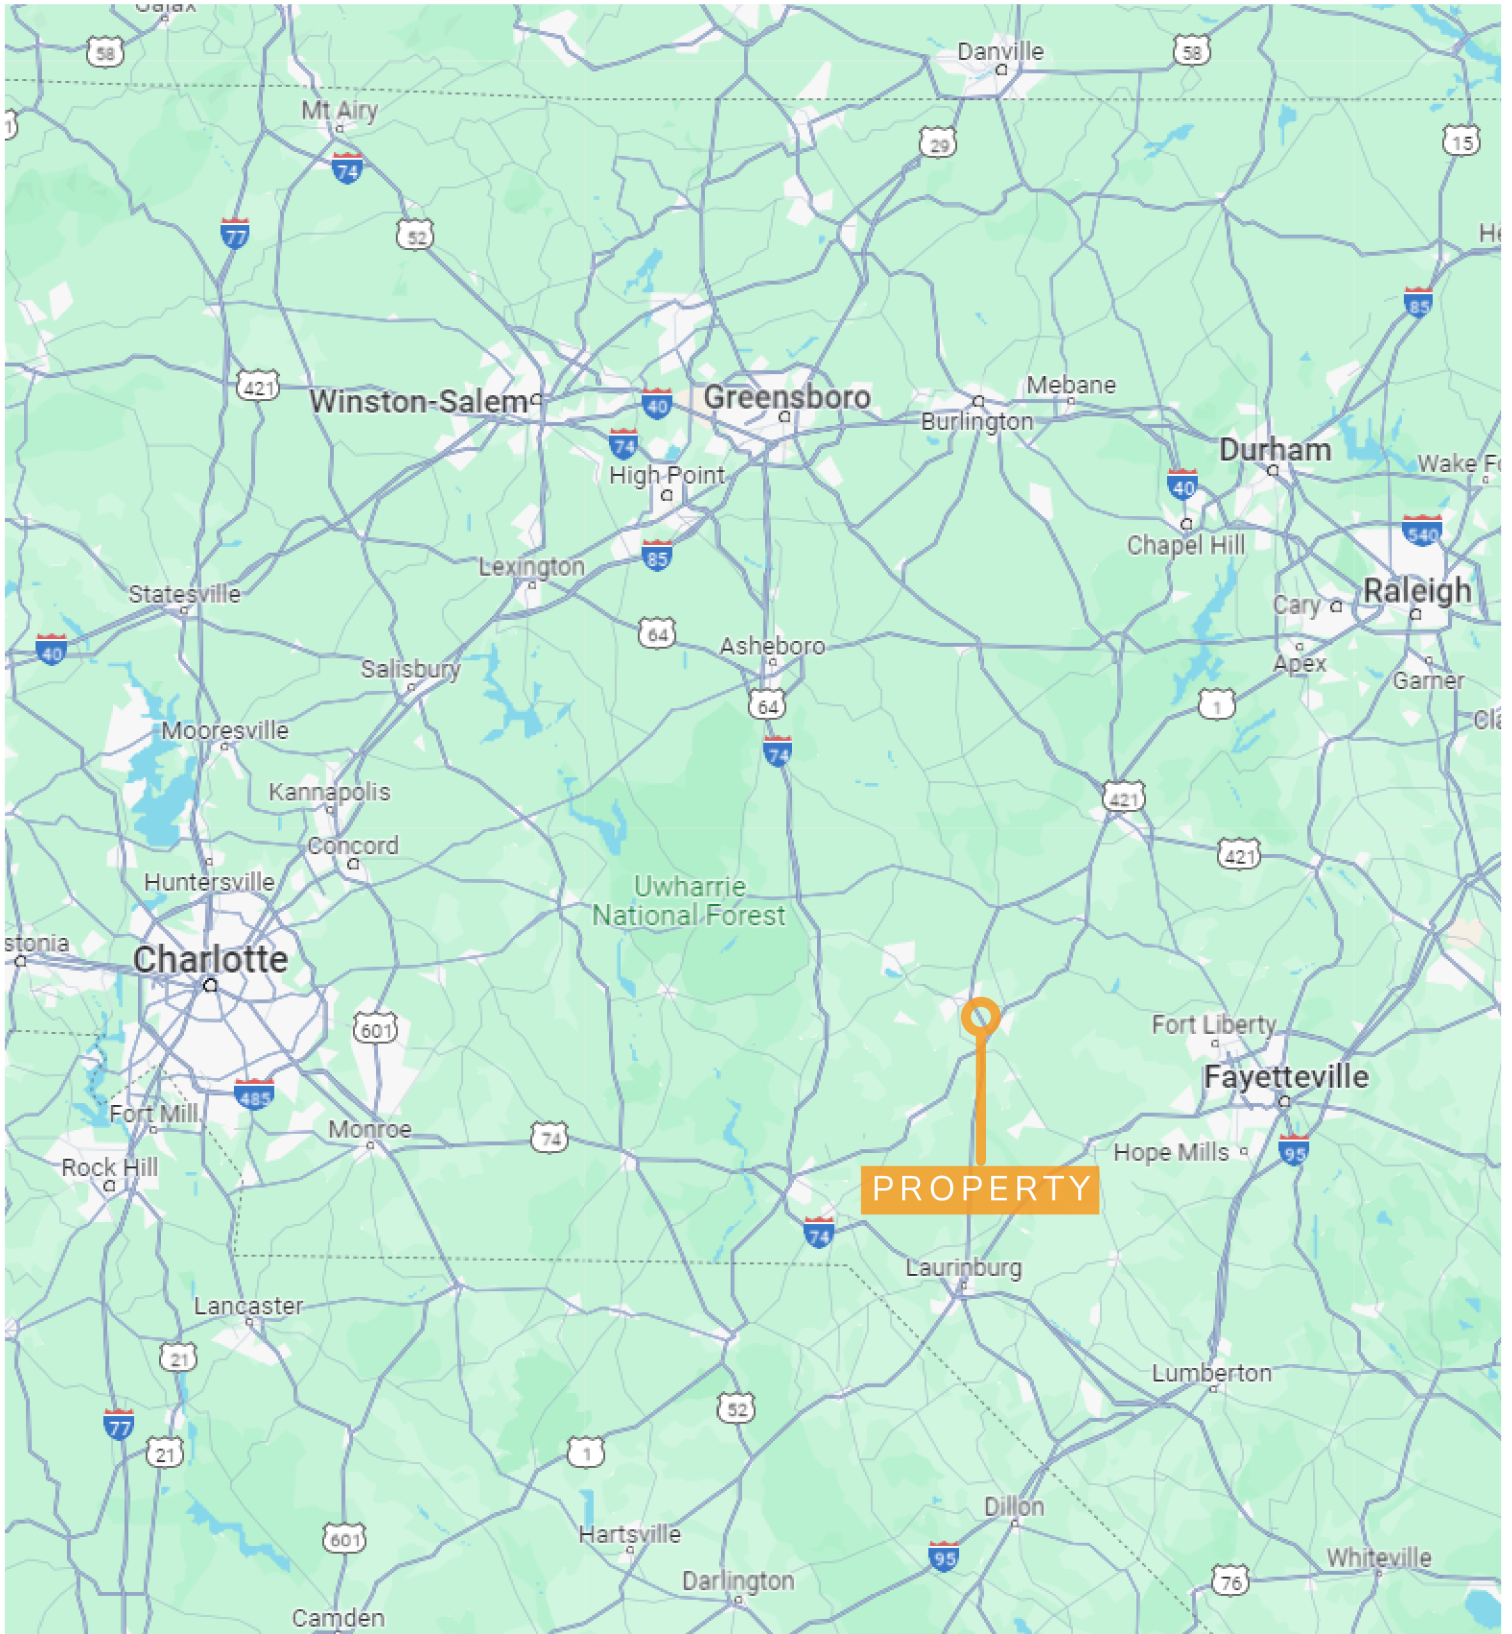 Galax
58
Danville
58
Mt Airy
29
15
74
77
52
85
421
Winston-Salem
40
Greensboro
Mebane
Burlington
74
High Point
Durham
Wake Fo
40
Chapel Hill
540
85
Lexington
Statesville
Raleigh
Cary
40
64
Asheboro
Salisbury
Apex
Garner
64
1
Mooresville
74
Cla
Kannapolis
421
Concord
421
Huntersville
Uwharrie
National Forest
stonia
Charlotte
601
Fort Liberty
Fayetteville
485
Fort Mill
Monroe
74
Hope Mills
95
Rock Hill
PROPERTY
74
Laurinburg
Lancaster
21
Lumberton
52
77
21
1
Dillon
Hartsville
601
95
Whiteville
Darlington
76
Camden